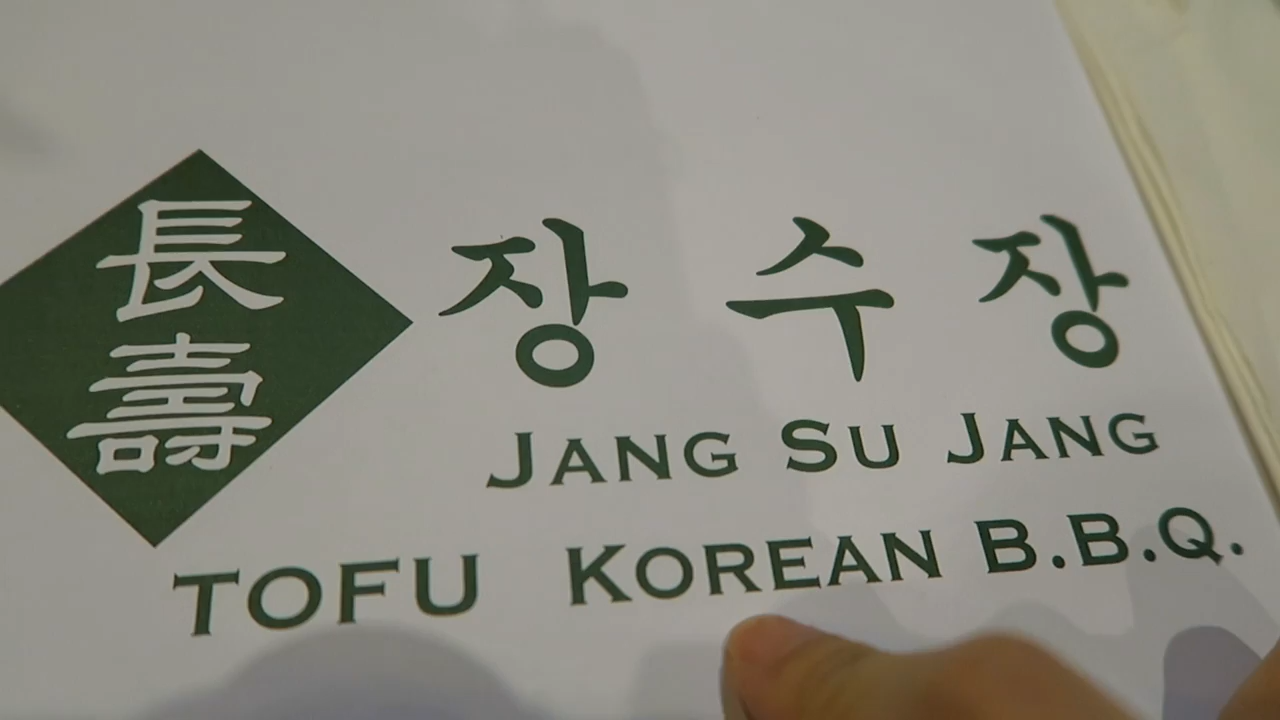 長壽
장수장
JANG SU JANG
TOFU KOREAN B.B.Q.